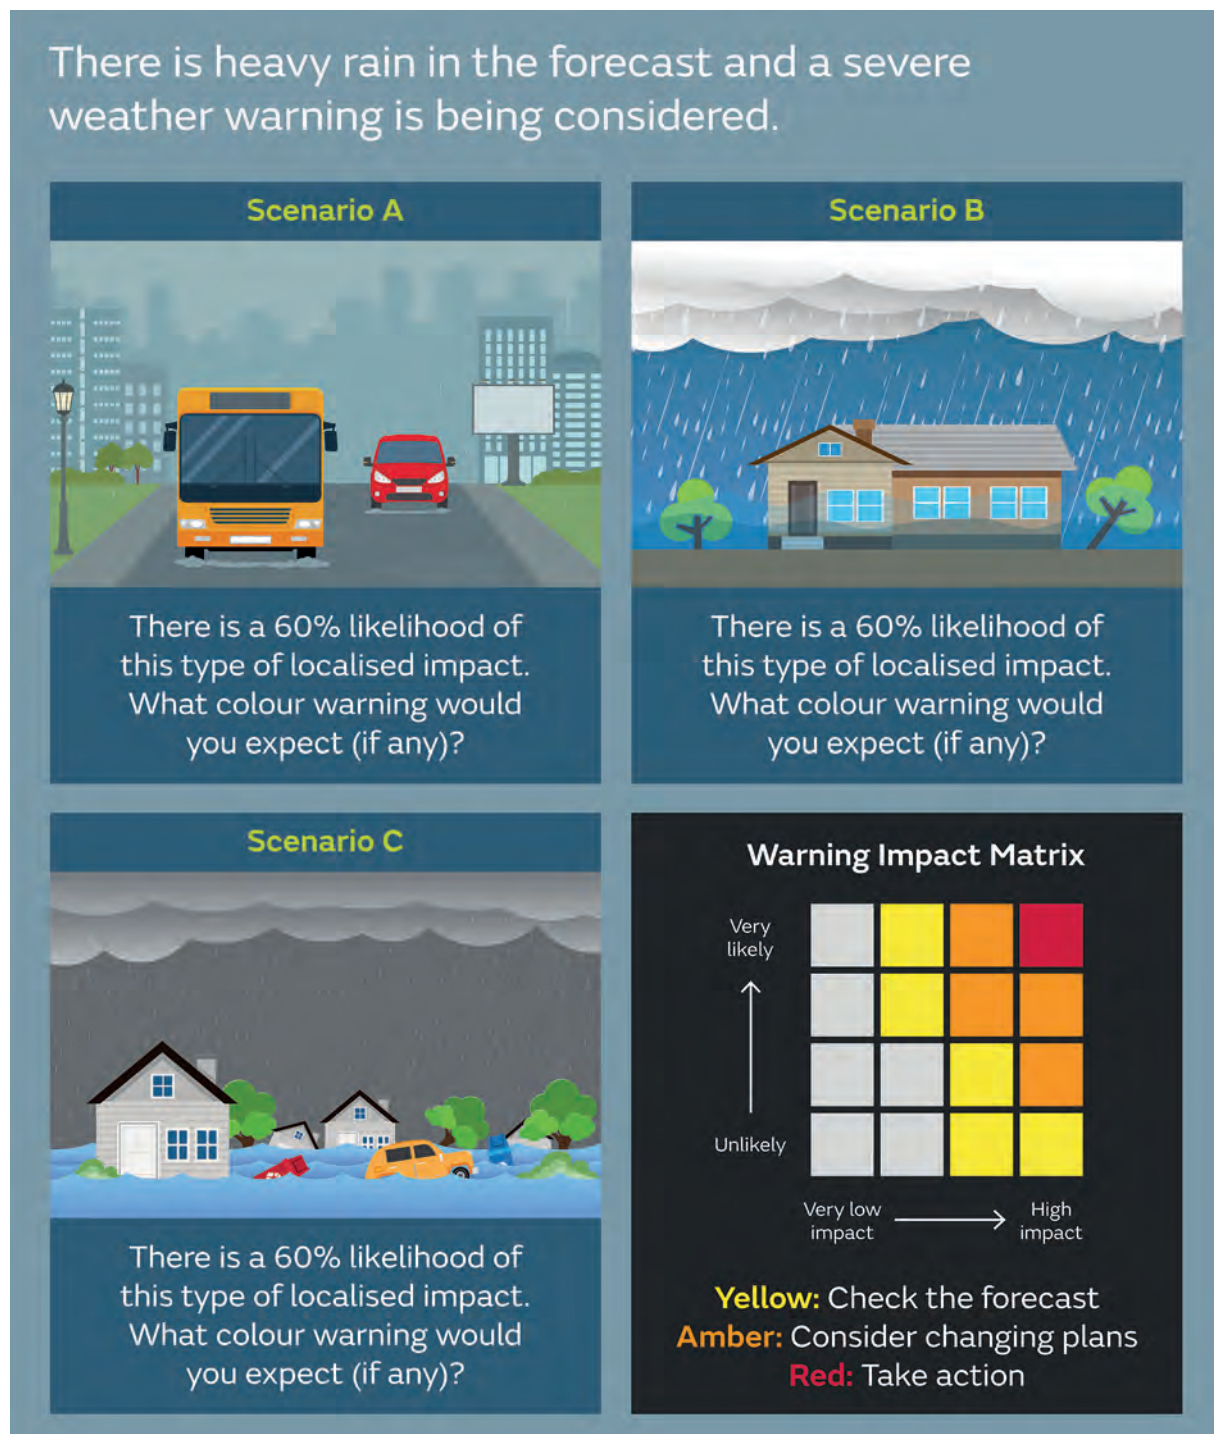 There is heavy rain in the forecast and a severe
weather warning is being considered.
Scenario A
There is a 60% likelihood of
this type of localised impact.
What colour warning would
you expect (if any)?
Scenario B
There is a 60% likelihood of
this type of localised impact.
What colour warning would
you expect (if any)?
Scenario C
There is a 60% likelihood of
this type of localised impact.
What colour warning would
you expect (if any)?
Warning Impact Matrix
Very
likely
Unlikely
Very low
impact
High
impact
Yellow: Check the forecast
Amber: Consider changing plans
Red: Take action